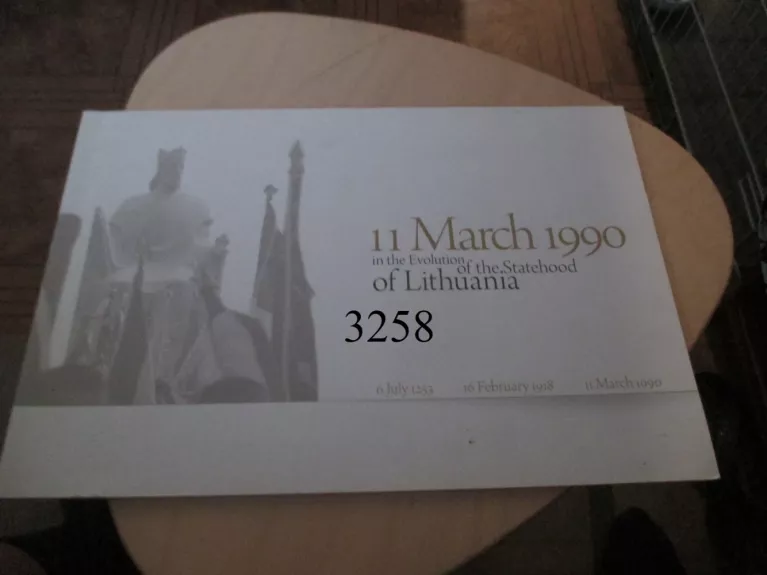 11 March 1990
in the Evolution of the Statehood
of Lithuania
3258
6 July 1253 16 February 1918 11 March 1990